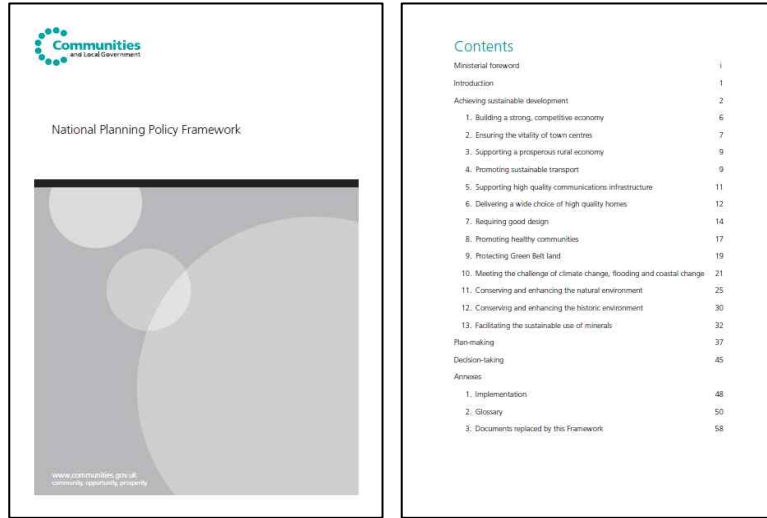 Communities
and Local Government
National Planning Policy Framework
www.communities.gov.uk
community, opportunity, prosperity
Contents
Ministerial foreword i
Introduction 1
Achieving sustainable development 2
1. Building a strong, competitive economy 6
2. Ensuring the vitality of town centres 7
3. Supporting a prosperous rural economy 9
4. Promoting sustainable transport 9
5. Supporting high quality communications infrastructure 11
6. Delivering a wide choice of high quality homes 12
7. Requiring good design 14
8. Promoting healthy communities 17
9. Protecting Green Belt land 19
10. Meeting the challenge of climate change, flooding and coastal change 21
11. Conserving and enhancing the natural environment 25
12. Conserving and enhancing the historic environment 30
13. Facilitating the sustainable use of minerals 32
Plan-making 37
Decision-taking 45
Annexes
1. Implementation 48
2. Glossary 50
3. Documents replaced by this Framework 58